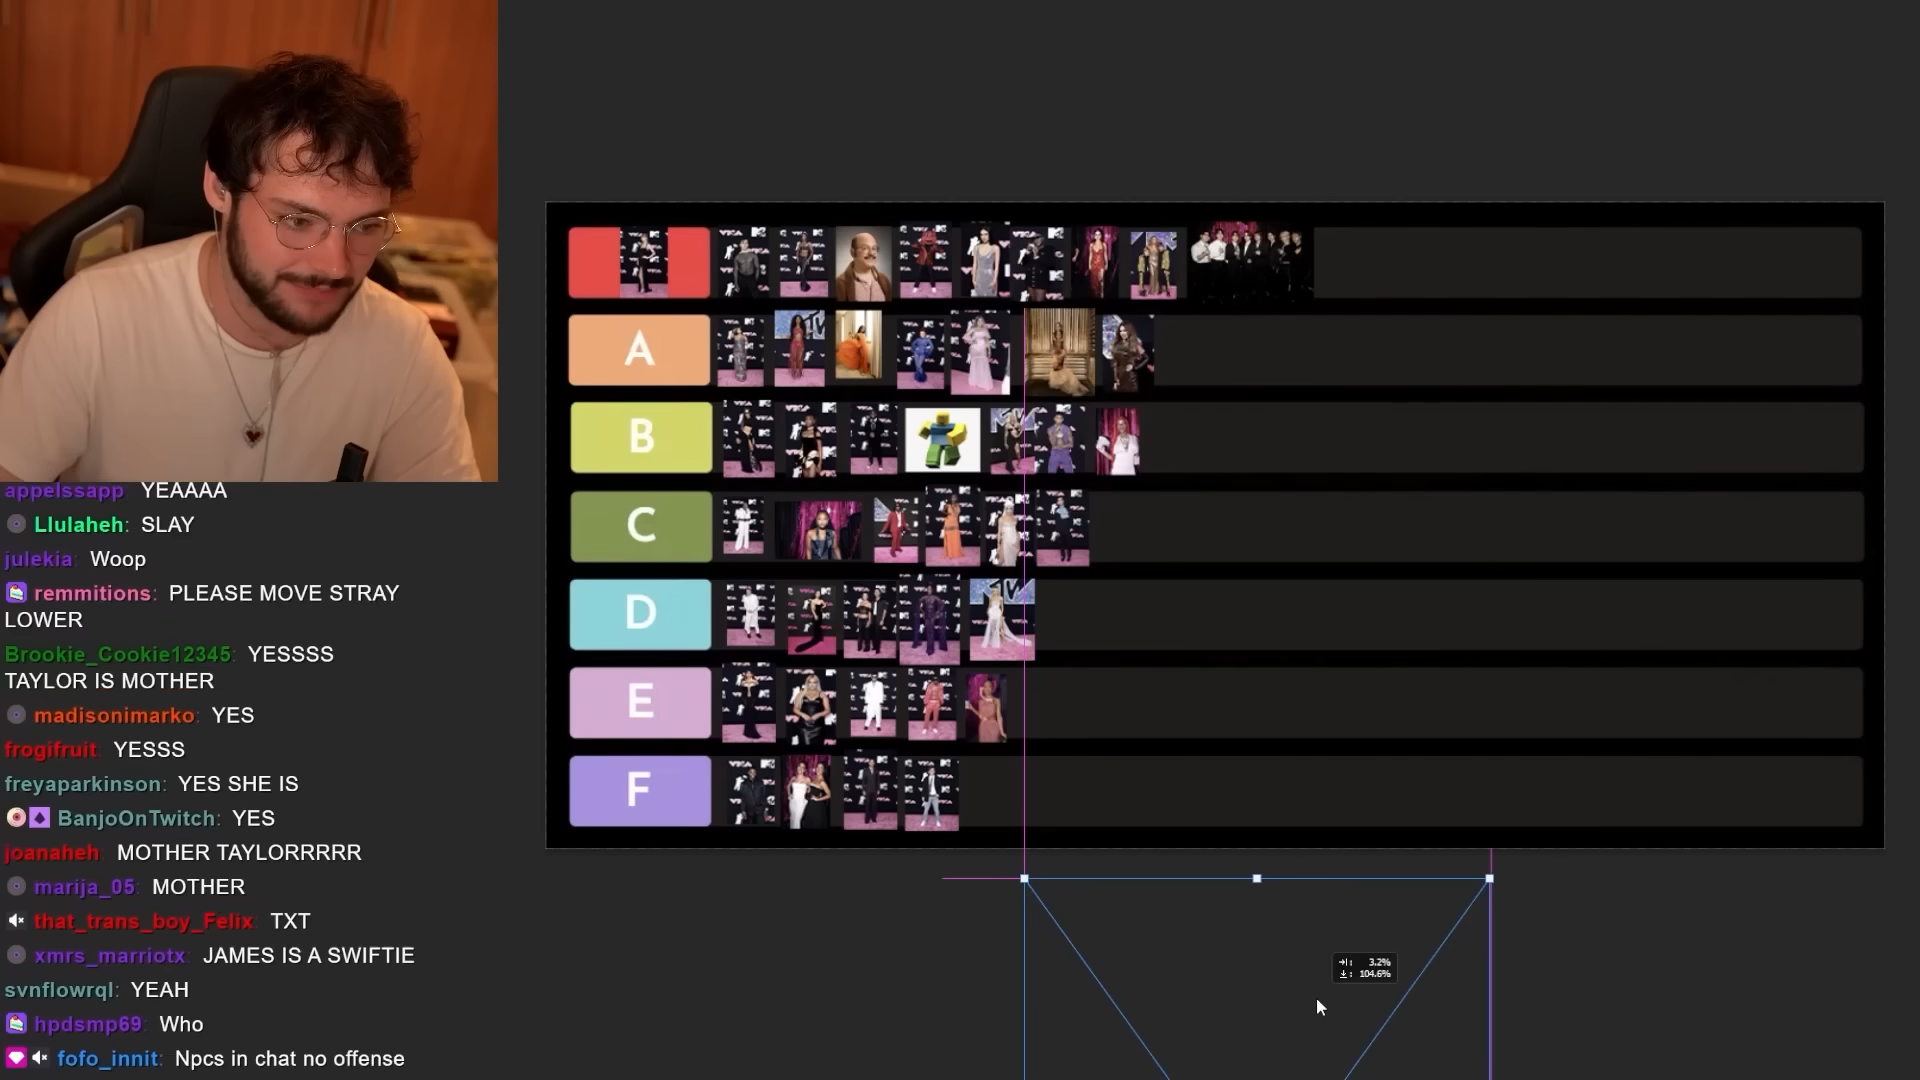 appelssapp: YEAAAA
Llulaheh: SLAY
julekia: Woop
remmitions: PLEASE MOVE STRAY
LOWER
Brookie_Cookie12345: YESSSS
TAYLOR IS MOTHER
madisonimarko: YES
frogifruit: YESSS
freyaparkinson: YES SHE IS
BanjoOnTwitch: YES
joanaheh: MOTHER TAYLORRRRR
marija_05: MOTHER
that_trans_boy_Felix: TXT
xmrs_marriotx: JAMES IS A SWIFTIE
svnflowrql: YEAH
hpdsmp69: Who
fofo_innit: Npcs in chat no offense
A
B
C
D
E
F
3.2%
104.6%